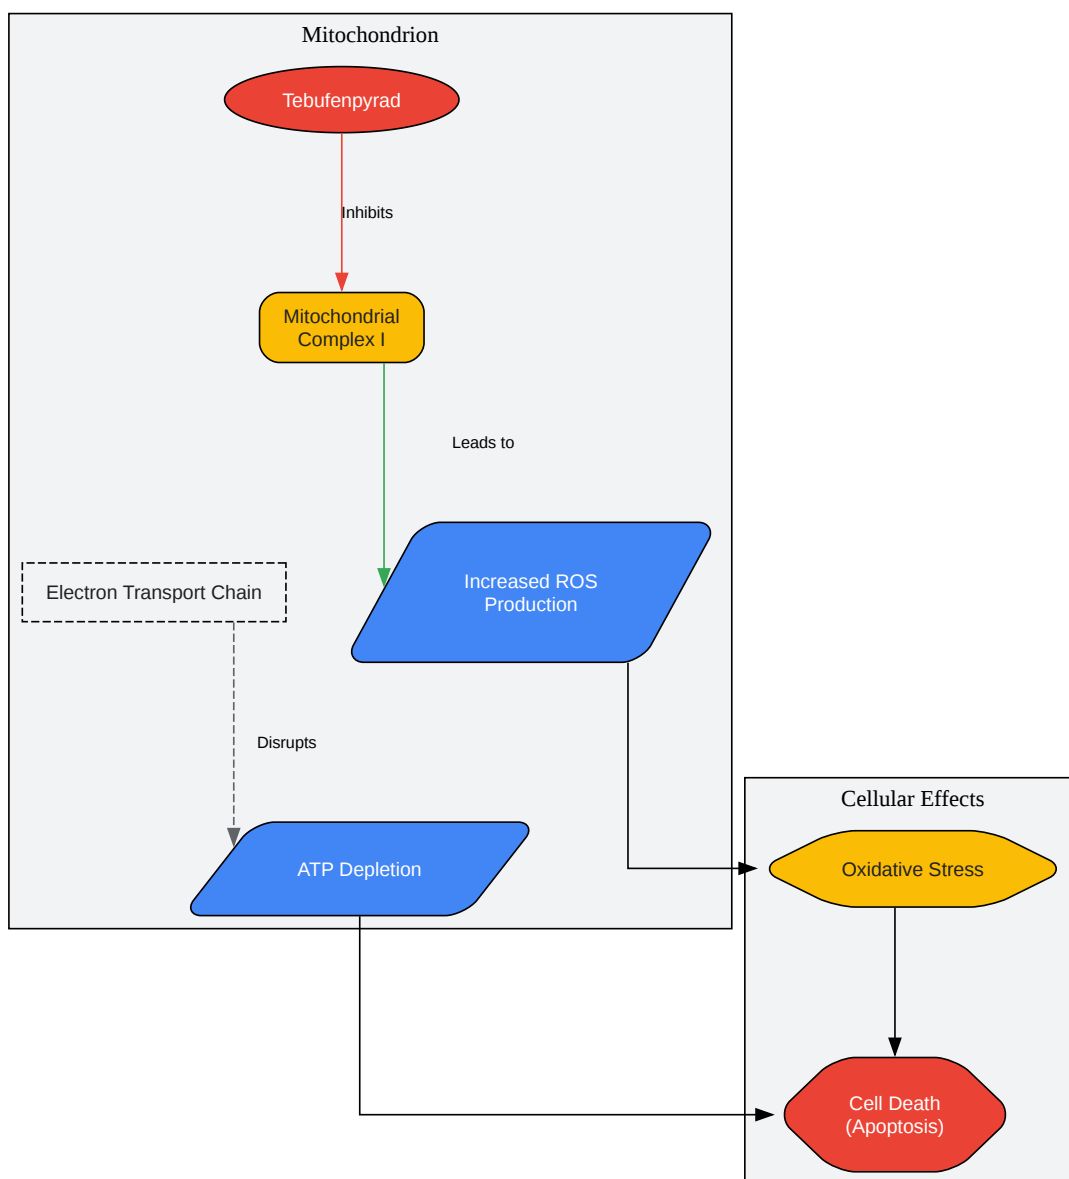 Mitochondrion
Tebufenpyrad
Inhibits
Mitochondrial
Complex I
Leads to
Increased ROS
Production
Electron Transport Chain
Disrupts
ATP Depletion
Cellular Effects
Oxidative Stress
Cell Death
(Apoptosis)